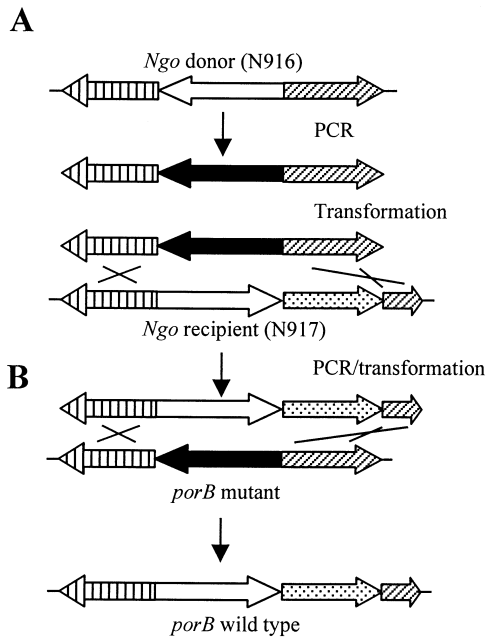 A
Ngo donor (N916)
PCR
Transformation
Ngo recipient (N917)
B
PCR/transformation
porB mutant
porB wild type